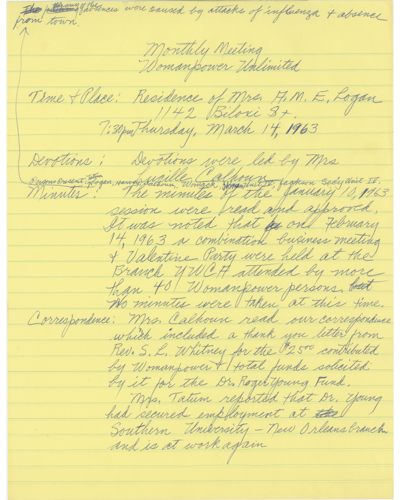 absences were caused by attacks of influenza & absence
from town
Monthly Meeting
Womanpower Unlimited
Time & Place: Residence of Mrs. A. M. E. Logan
1142 Biloxi St.
7:30pm Thursday, March 14, 1963
Devotions: Devotions were led by Mrs
Lucille Calhoun.
Minutes: The minutes of the January 10, 1963
session were read and approved.
It was noted that on February
14, 1963 a combination business meeting
& Valentine Party were held at the
Branch YWCA attended by more
than 40 Womanpower persons but
no minutes were taken at this time.
Correspondence: Mrs. Calhoun read our correspondence
which included a thank you letter from
Rev. S. L. Whitney for the $25 contributed
by Womanpower & total funds solicited
by it for the Dr. Roger Young Fund.
Mrs. Tatum reported that Dr. Young
had secured employment at the
Southern University - New Orleans branch
and is at work again